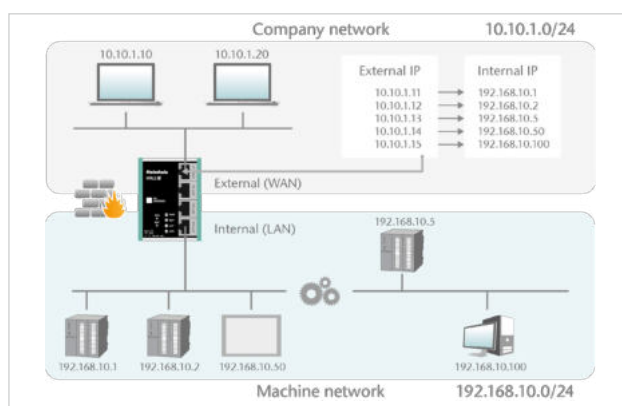 Company network 10.10.1.0/24
10.10.1.10 10.10.1.20
External IP Internal IP
10.10.1.11 192.168.10.1
10.10.1.12 192.168.10.2
10.10.1.13 192.168.10.5
10.10.1.14 192.168.10.50
10.10.1.15 192.168.10.100
External (WAN)
Internal (LAN)
192.168.10.5
192.168.10.1 192.168.10.2 192.168.10.50 192.168.10.100
Machine network 192.168.10.0/24